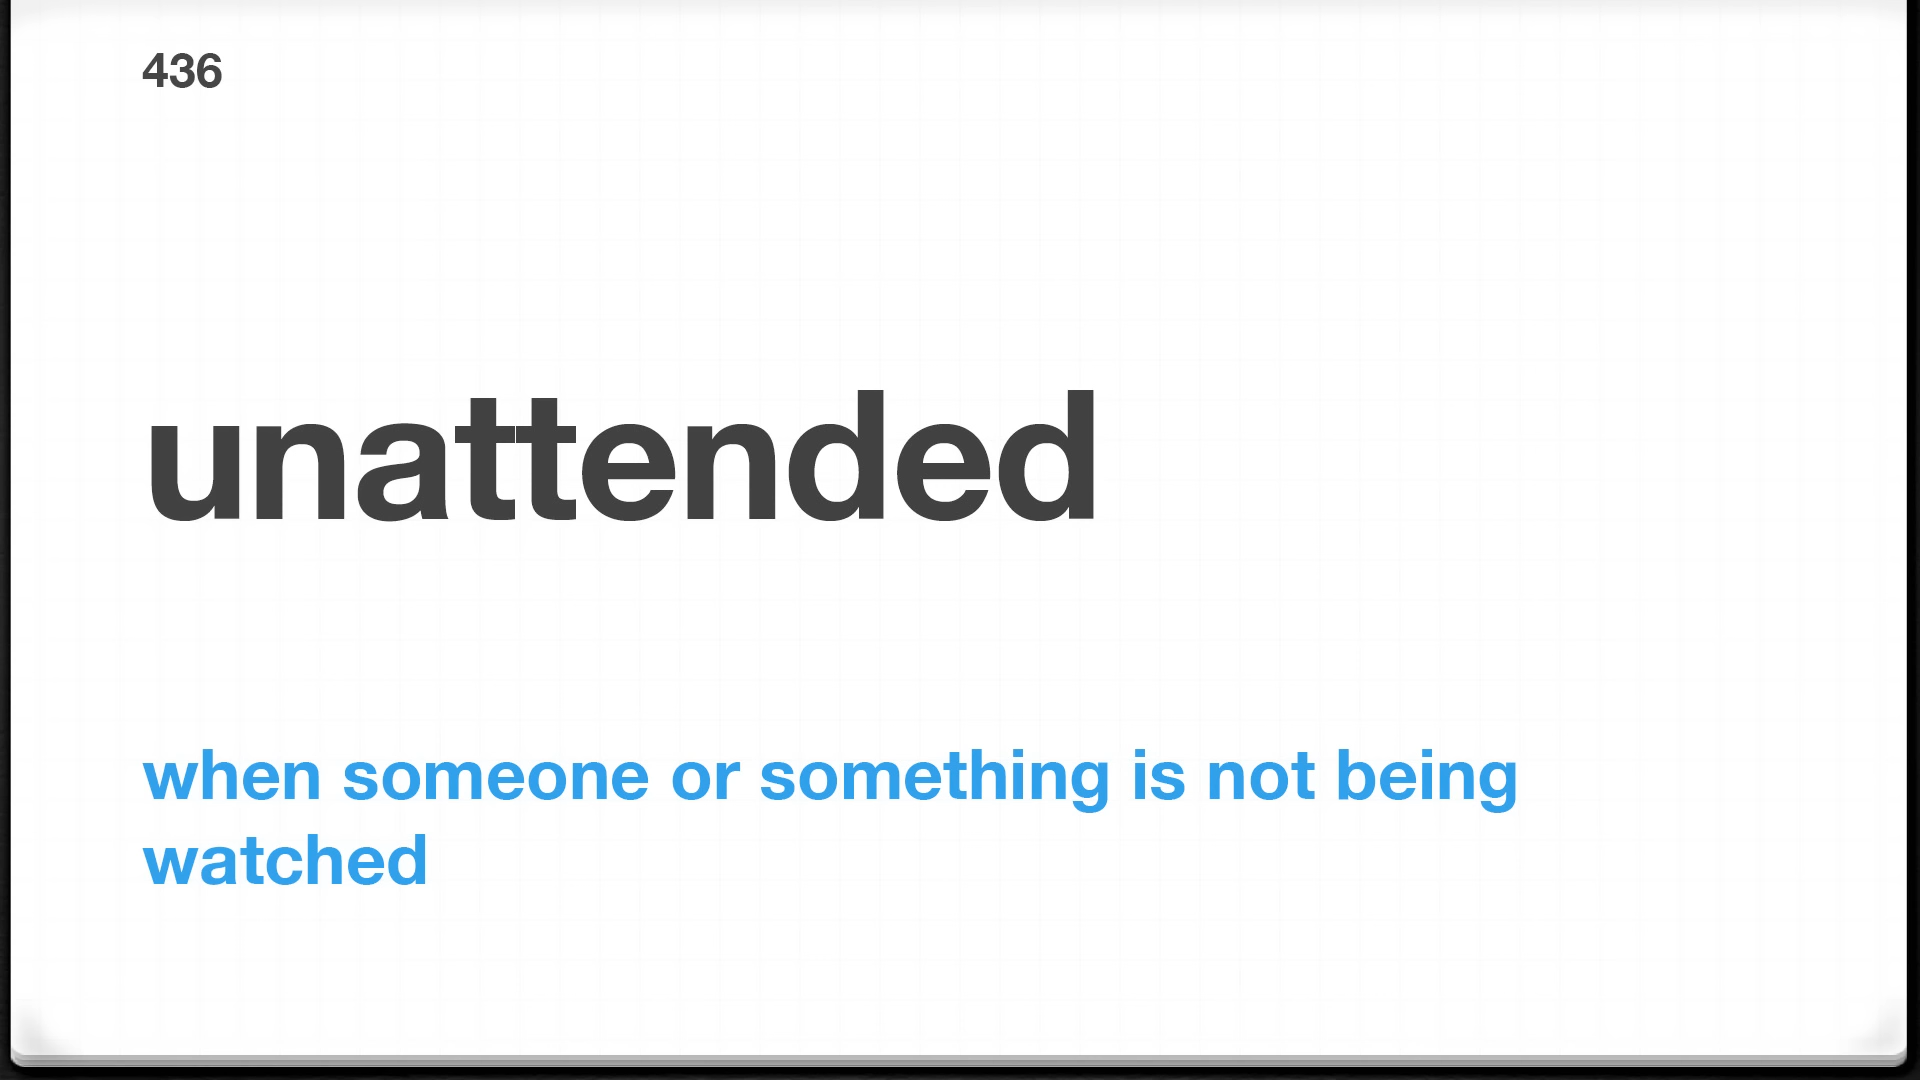 436
unattended
when someone or something is not being
watched